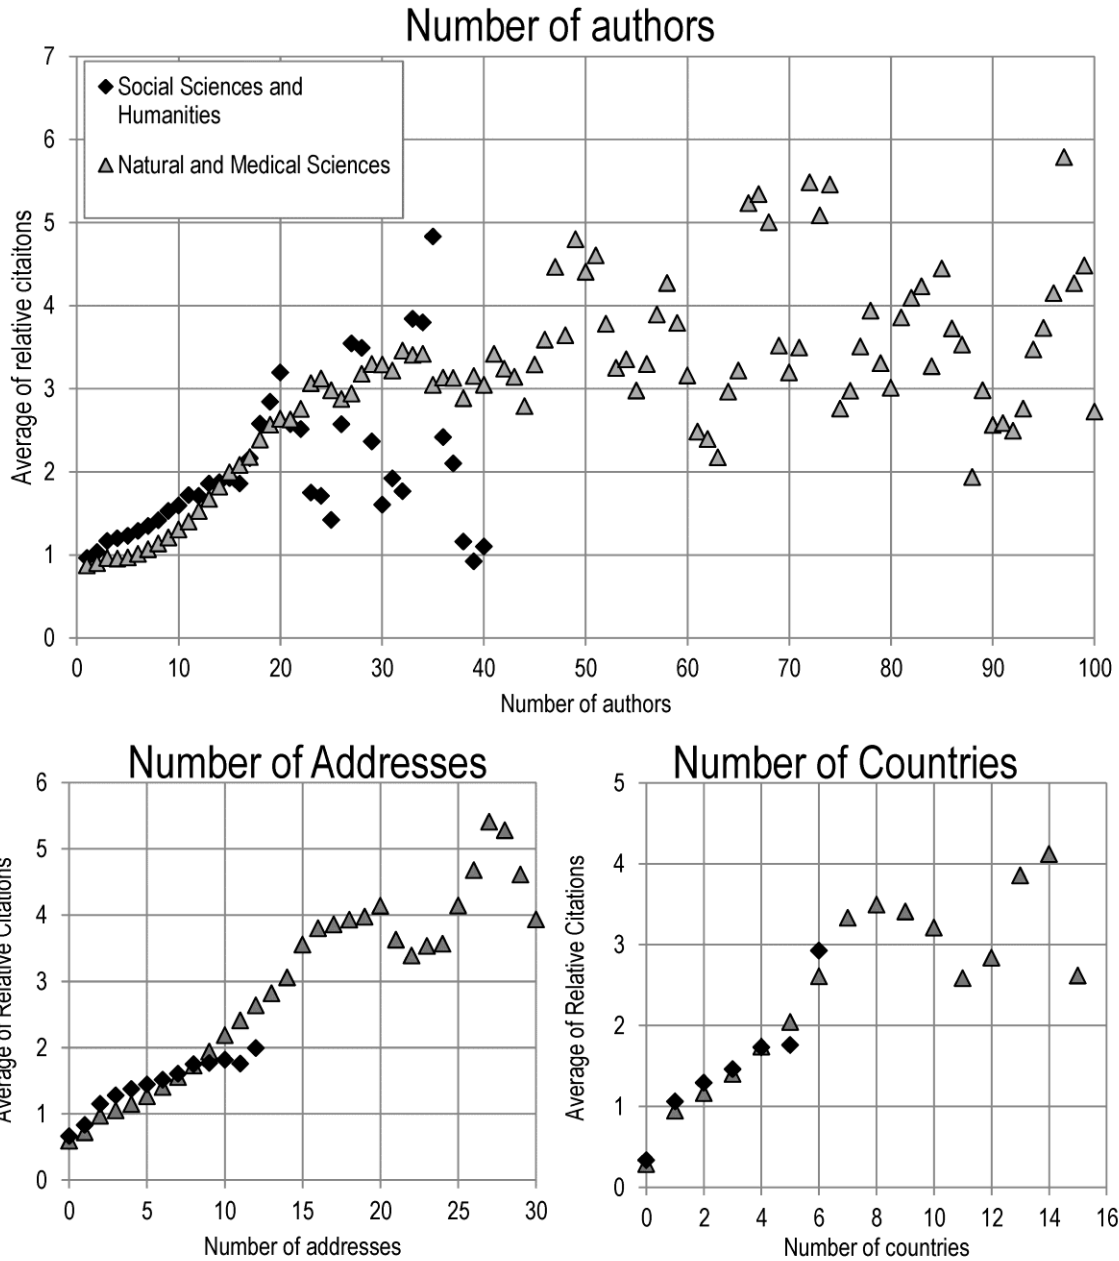 Number of authors
7
6
5
4
3
2
1
0
Average of relative citaitons
Social Sciences and
Humanities
Natural and Medical Sciences
0 10 20 30 40 50 60 70 80 90 100
Number of authors
Number of Addresses
6
5
4
3
2
1
0
Average of Relative Citations
0 5 10 15 20 25 30
Number of addresses
Number of Countries
5
4
3
2
1
0
Average of Relative Citations
0 2 4 6 8 10 12 14 16
Number of countries